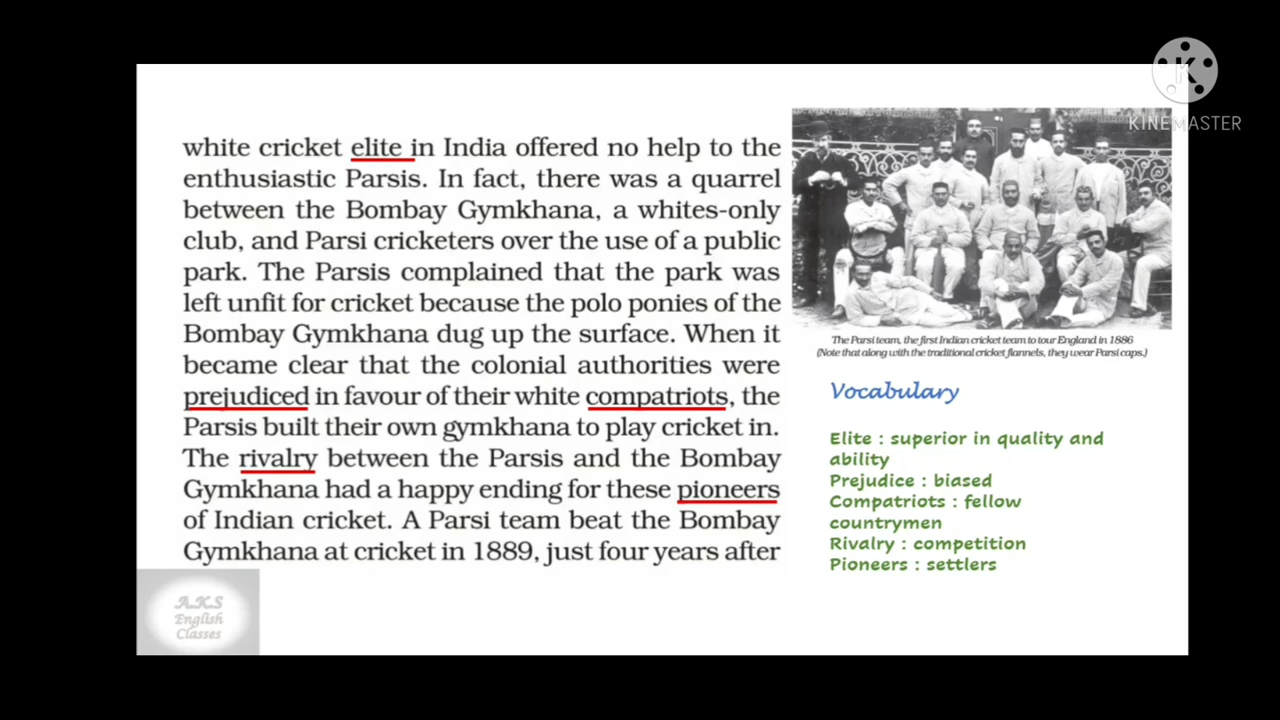 KINEMASTER
white cricket elite in India offered no help to the
enthusiastic Parsis. In fact, there was a quarrel
between the Bombay Gymkhana, a whites-only
club, and Parsi cricketers over the use of a public
park. The Parsis complained that the park was
left unfit for cricket because the polo ponies of the
Bombay Gymkhana dug up the surface. When it
became clear that the colonial authorities were
prejudiced in favour of their white compatriots, the
Parsis built their own gymkhana to play cricket in.
The rivalry between the Parsis and the Bombay
Gymkhana had a happy ending for these pioneers
of Indian cricket. A Parsi team beat the Bombay
Gymkhana at cricket in 1889, just four years after
The Parsi team, the first Indian cricket team to tour England in 1886
(Note that along with the traditional cricket flannels, they wear Parsi caps.)
Vocabulary
Elite : superior in quality and
ability
Prejudice : biased
Compatriots : fellow
countrymen
Rivalry : competition
Pioneers : settlers
A.K.S
English
Classes